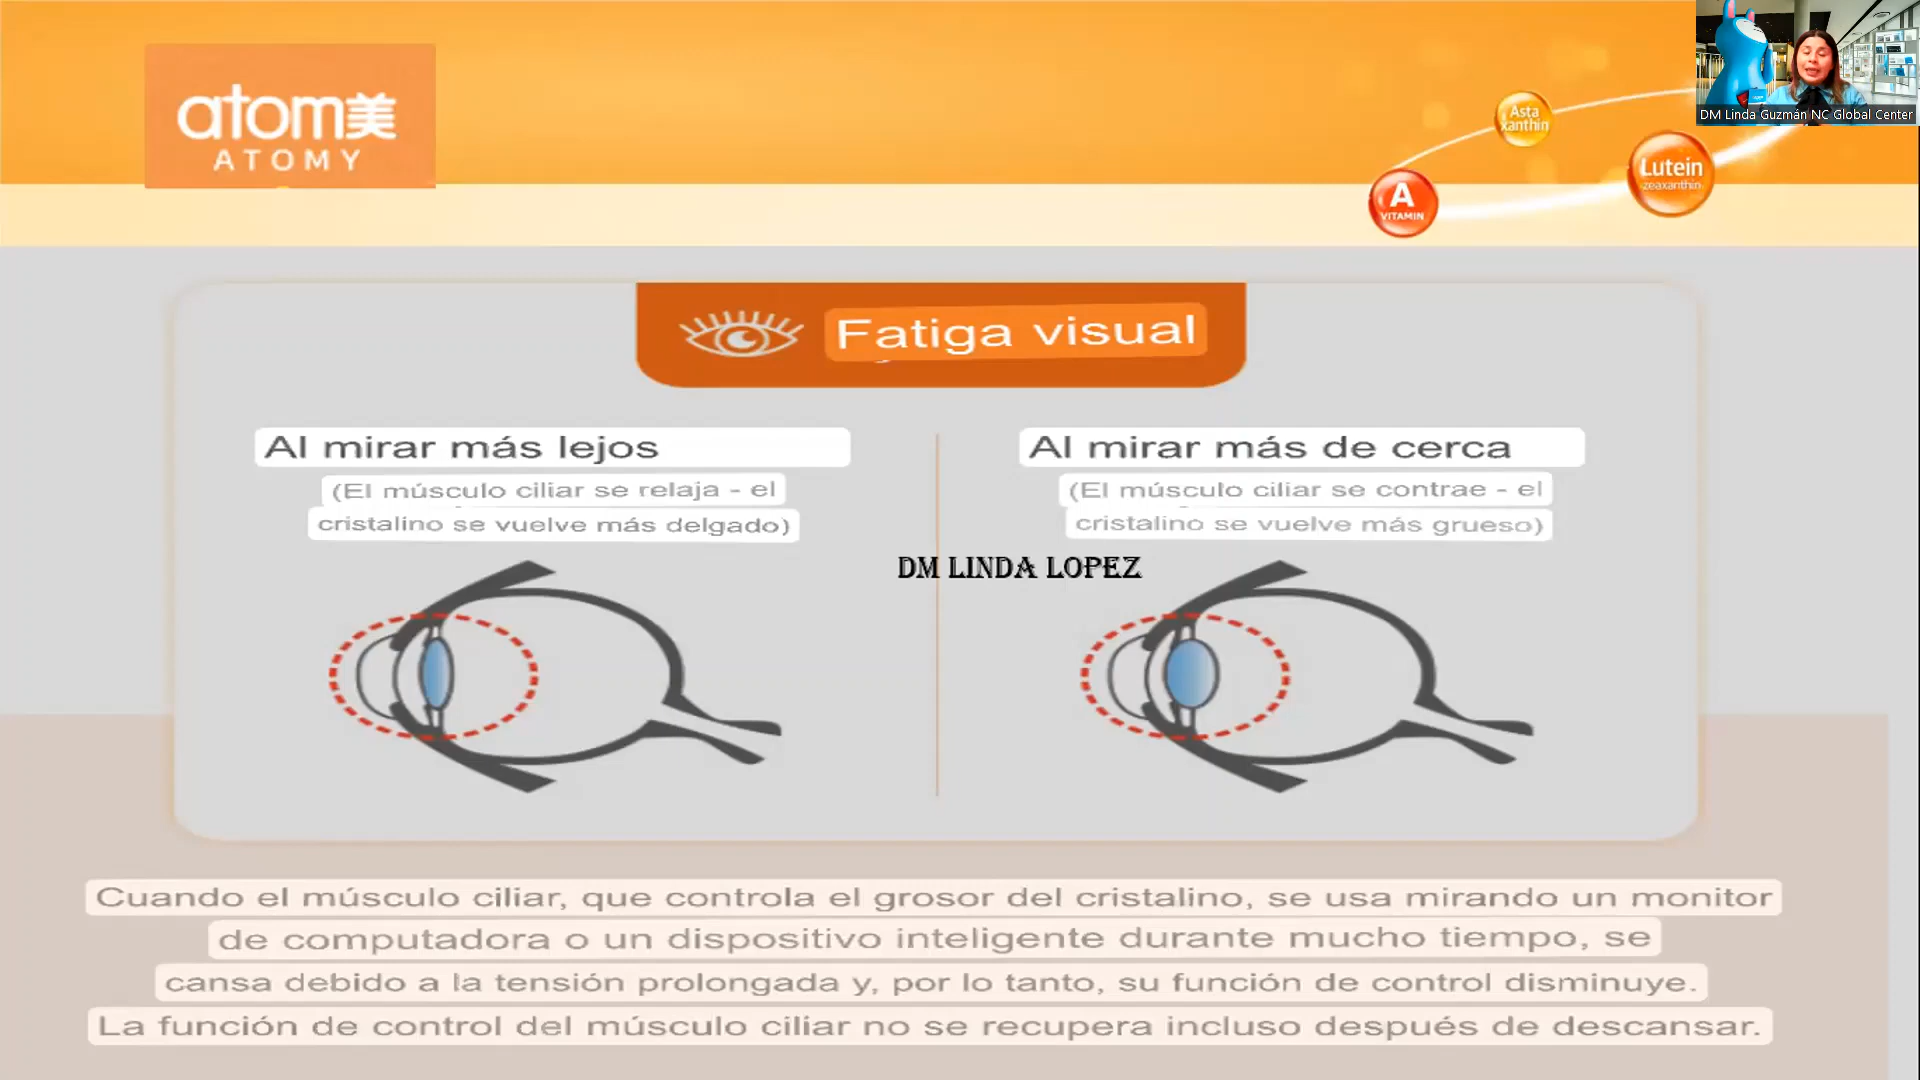 atom美
ATOMY
Asta
xanthin
Lutein
zeaxanthin
A
VITAMIN
DM Linda Guzmán NC Global Center
Fatiga visual
Al mirar más lejos
(El músculo ciliar se relaja - el
cristalino se vuelve más delgado)
Al mirar más de cerca
(El músculo ciliar se contrae - el
cristalino se vuelve más grueso)
DM LINDA LOPEZ
Cuando el músculo ciliar, que controla el grosor del cristalino, se usa mirando un monitor
de computadora o un dispositivo inteligente durante mucho tiempo, se
cansa debido a la tensión prolongada y, por lo tanto, su función de control disminuye.
La función de control del músculo ciliar no se recupera incluso después de descansar.